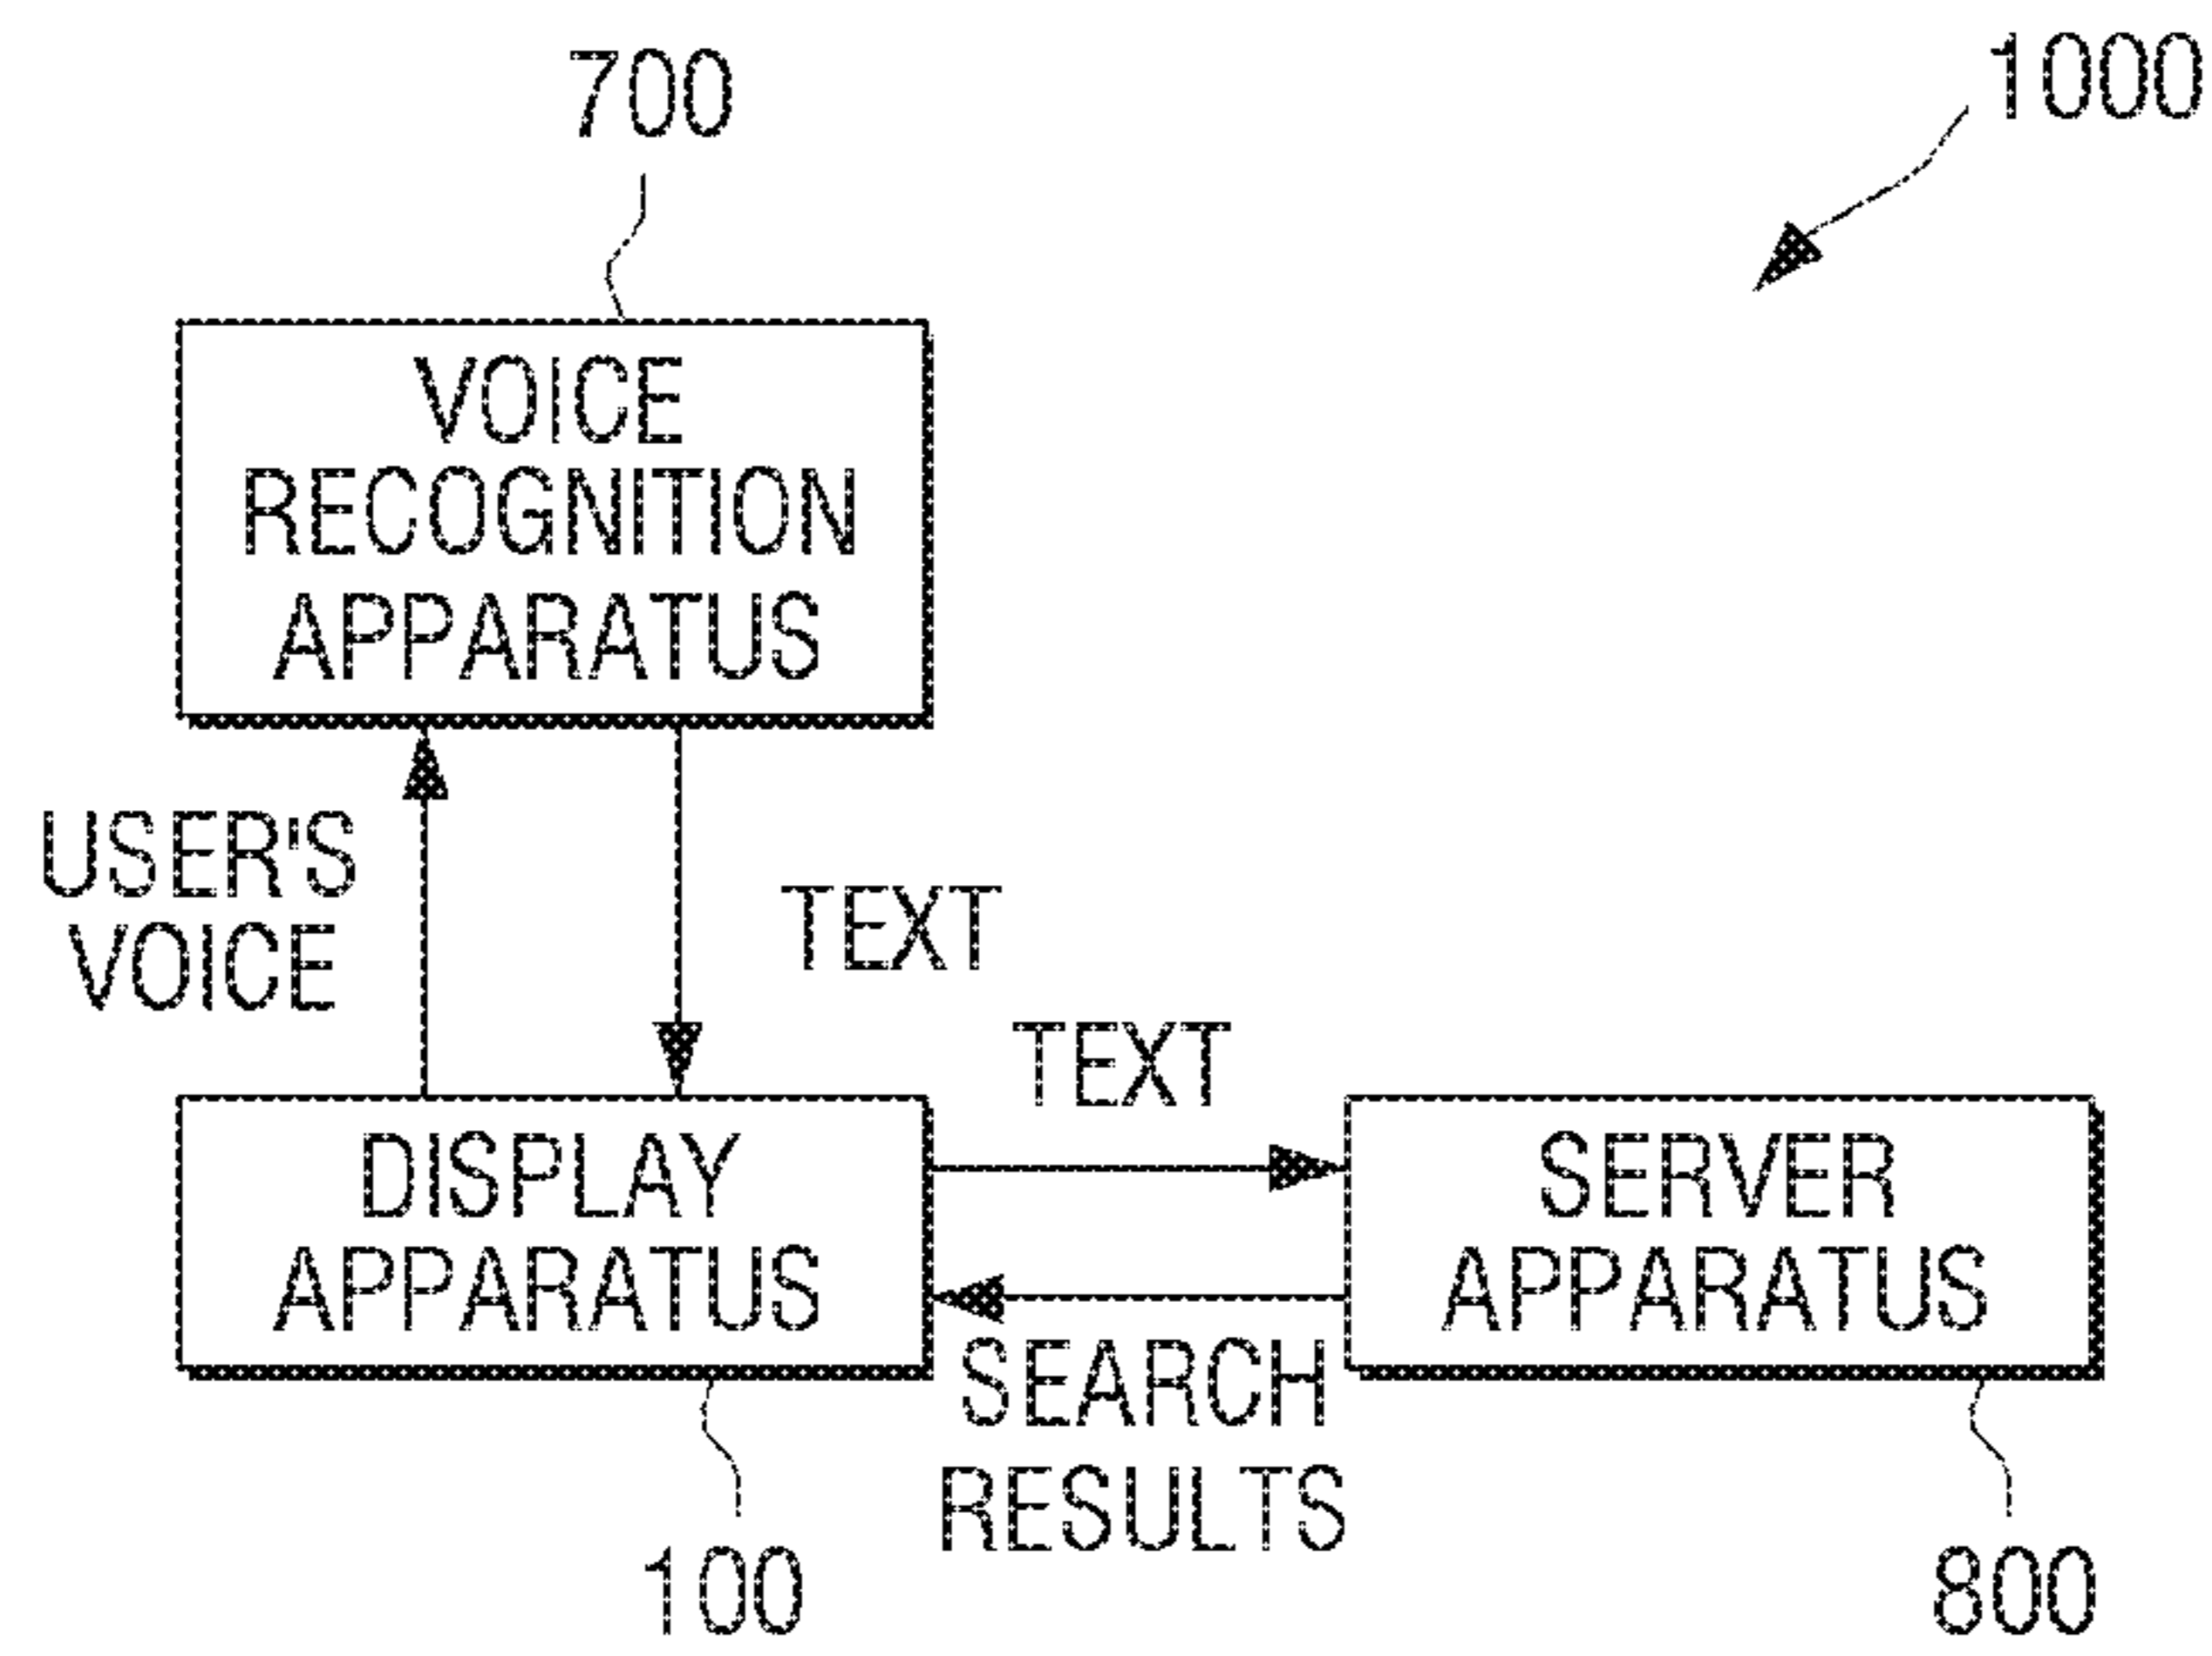 700
1000
VOICE
RECOGNITION
APPARATUS
USER'S
VOICE
TEXT
TEXT
DISPLAY
APPARATUS
SERVER
APPARATUS
SEARCH
RESULTS
100
800